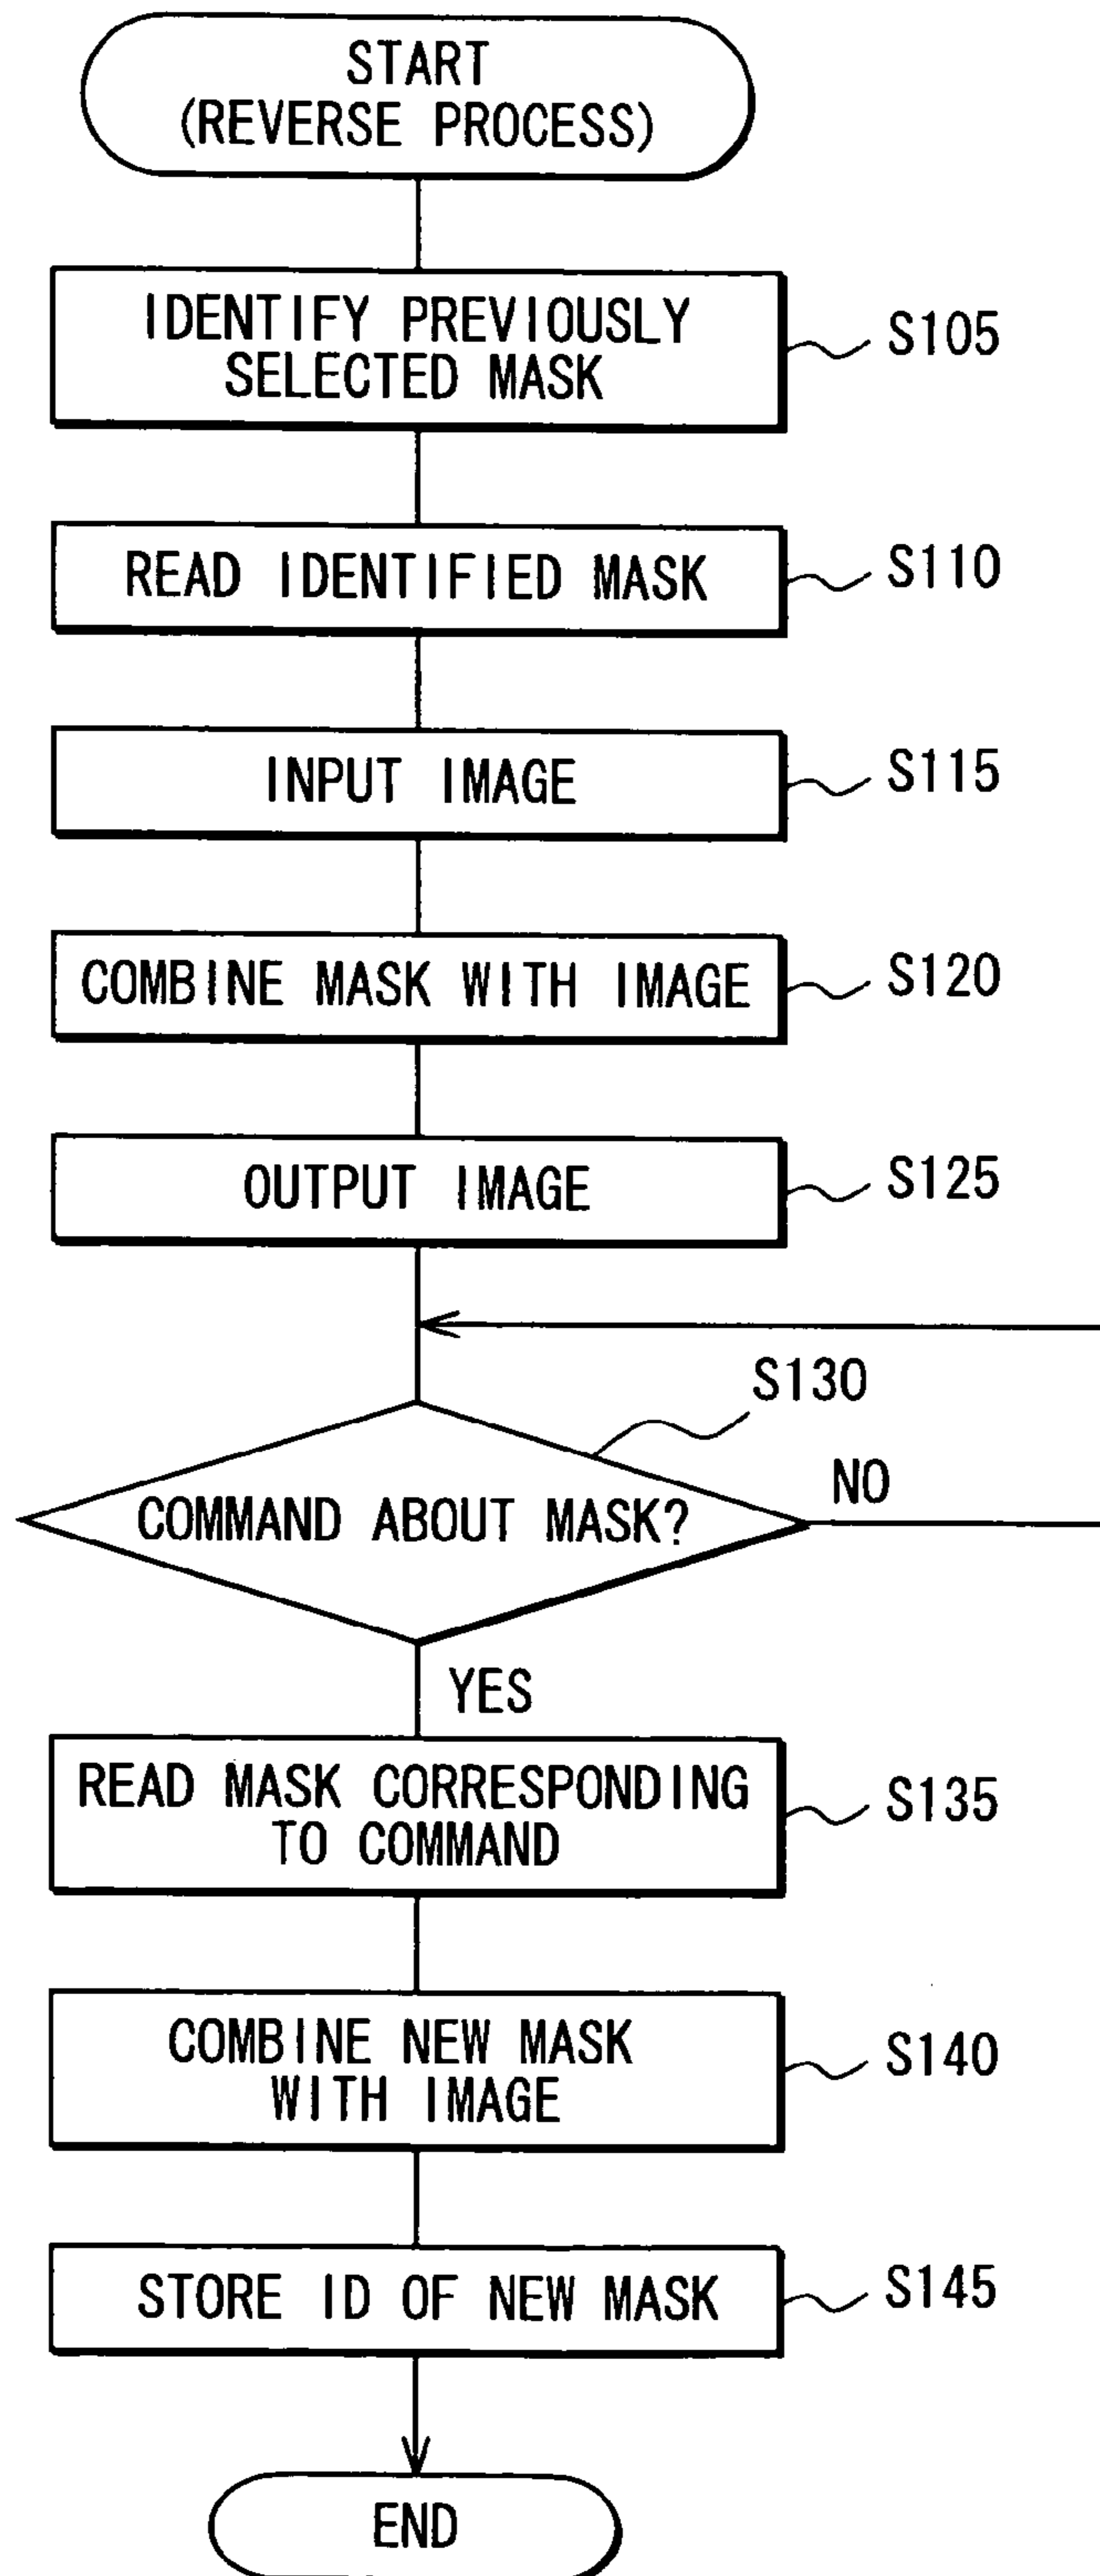 START
(REVERSE PROCESS)
IDENTIFY PREVIOUSLY
SELECTED MASK
S105
READ IDENTIFIED MASK
S110
INPUT IMAGE
S115
COMBINE MASK WITH IMAGE
S120
OUTPUT IMAGE
S125
S130
COMMAND ABOUT MASK?
NO
YES
READ MASK CORRESPONDING
TO COMMAND
S135
COMBINE NEW MASK
WITH IMAGE
S140
STORE ID OF NEW MASK
S145
END